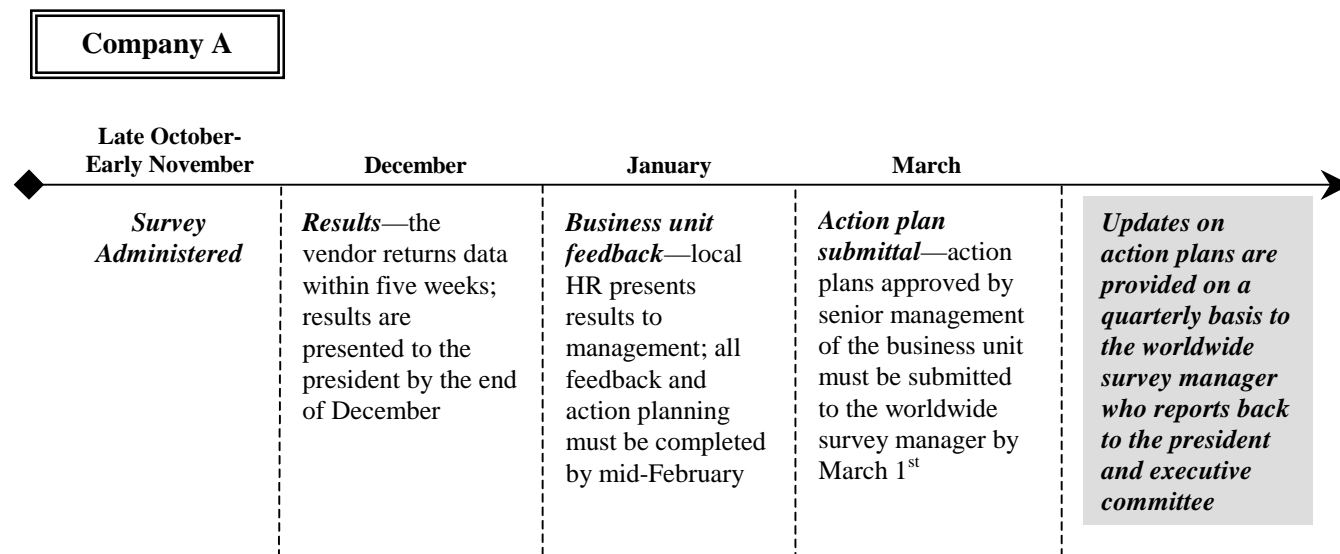 Company A
Late October-
Early November
December
January
March
Survey
Administered
Results—the
vendor returns data
within five weeks;
results are
presented to the
president by the end
of December
Business unit
feedback—local
HR presents
results to
management; all
feedback and
action planning
must be completed
by mid-February
Action plan
submittal—action
plans approved by
senior management
of the business unit
must be submitted
to the worldwide
survey manager by
March 1st
Updates on
action plans are
provided on a
quarterly basis to
the worldwide
survey manager
who reports back
to the president
and executive
committee